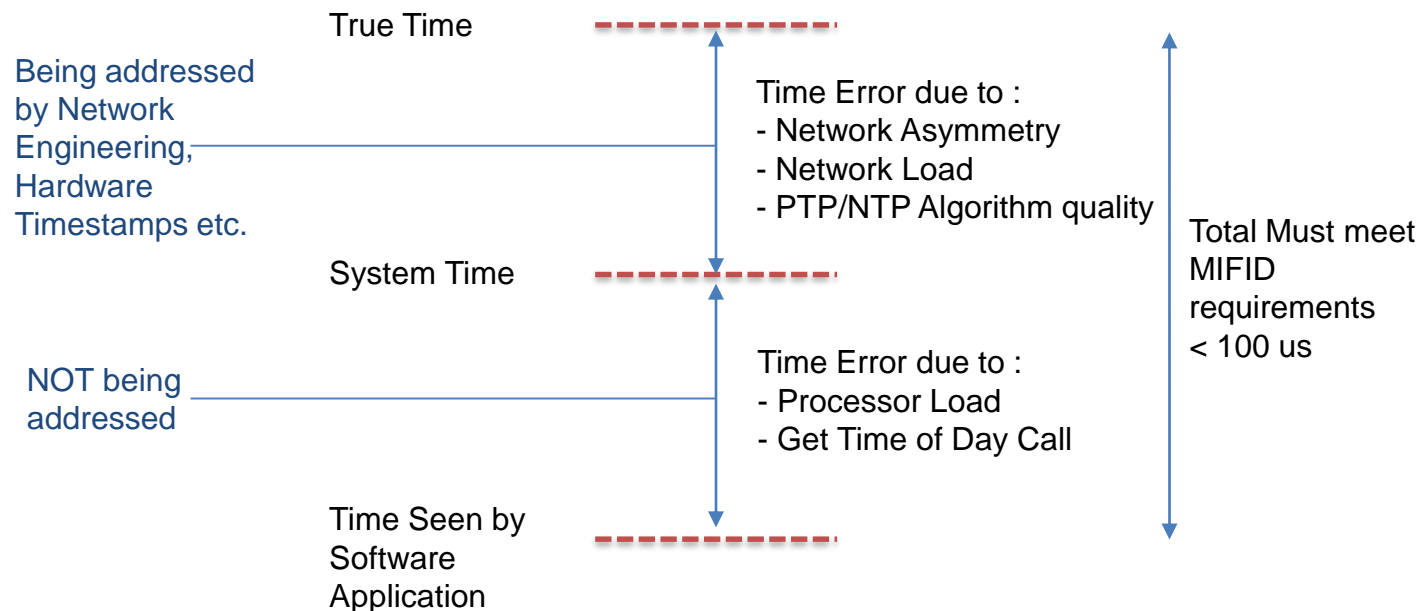 True Time
Being addressed
by Network
Engineering,
Hardware
Timestamps etc.
Time Error due to :
- Network Asymmetry
- Network Load
- PTP/NTP Algorithm quality
Total Must meet
MIFID
requirements
< 100 us
System Time
NOT being
addressed
Time Error due to :
- Processor Load
- Get Time of Day Call
Time Seen by
Software
Application